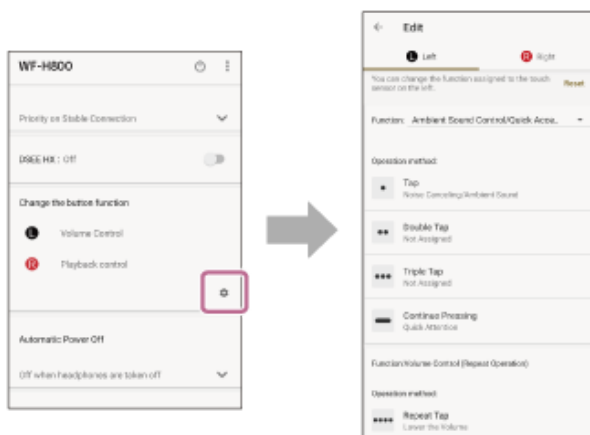 WF-H800
Priority on Stable Connection
DSEE HX : Off
Change the button function
L
Volume Control
R
Playback control
Automatic Power Off
Off when headphones are taken off
Edit
L Left
R Right
You can change the function assigned to the touch
sensor on the left.
Reset
Function: Ambient Sound Control/Quick Acou..
Operation method:
Tap
Noise Canceling/Ambient Sound
Double Tap
Not Assigned
Triple Tap
Not Assigned
Continue Pressing
Quick Attention
Function:Volume Control (Repeat Operation)
Operation method:
Repeat Tap
Lower the Volume